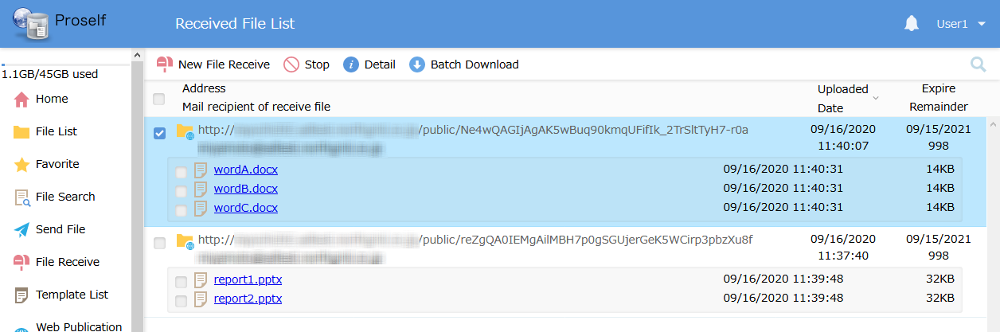 Proself
Received File List
User1
1.1GB/45GB used
Home
File List
Favorite
File Search
Send File
File Receive
Template List
Web Publication
New File Receive Stop Detail Batch Download
Address
Mail recipient of receive file
Uploaded Date
Expire Remainder
http:// /public/Ne4wQAGIjAgAK5wBuq90kmqUFifIk_2TrSltTyH7-r0a 09/16/2020 09/15/2021
11:40:07 998
wordA.docx 09/16/2020 11:40:31 14KB
wordB.docx 09/16/2020 11:40:31 14KB
wordC.docx 09/16/2020 11:40:31 14KB
http:// /public/reZgQA0IEMgAilMBH7p0gSGUjerGeK5WCirp3pbzXu8f 09/16/2020 09/15/2021
11:37:40 998
report1.pptx 09/16/2020 11:39:48 32KB
report2.pptx 09/16/2020 11:39:48 32KB